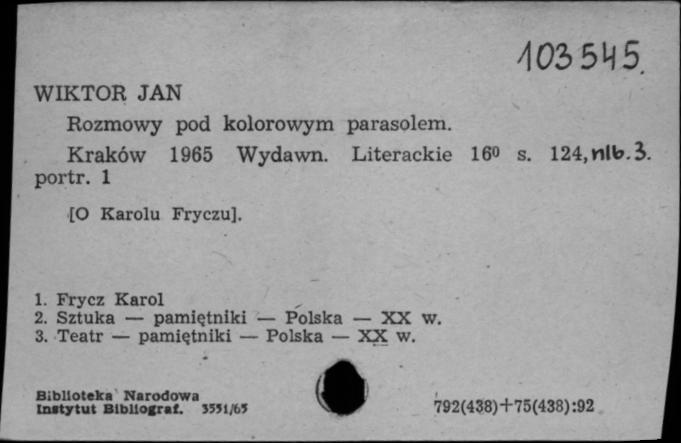 103545.
WIKTOR JAN
Rozmowy pod kolorowym parasolem.
Kraków 1965 Wydawn. Literackie 16⁰ s. 124, nlb. 3.
portr. 1
[O Karolu Fryczu].
1. Frycz Karol
2. Sztuka — pamiętniki — Polska — XX w.
3. Teatr — pamiętniki — Polska — XX w.
Biblioteka Narodowa
Instytut Bibliograf. 3551/65
792(438)+75(438):92